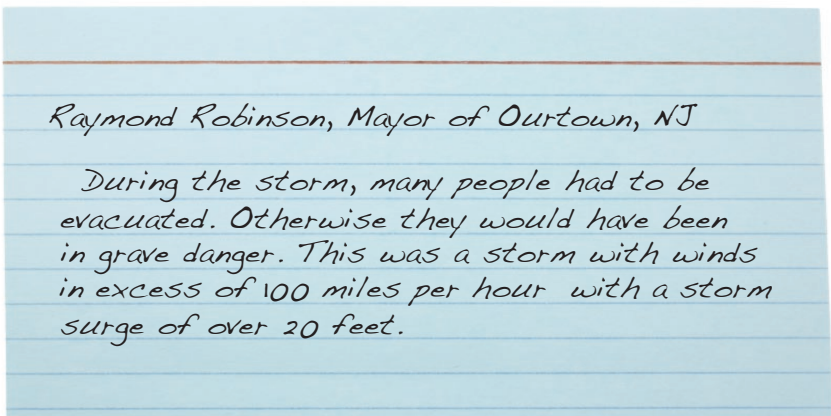 Raymond Robinson, Mayor of Ourtown, NJ
During the storm, many people had to be
evacuated. Otherwise they would have been
in grave danger. This was a storm with winds
in excess of 100 miles per hour with a storm
surge of over 20 feet.